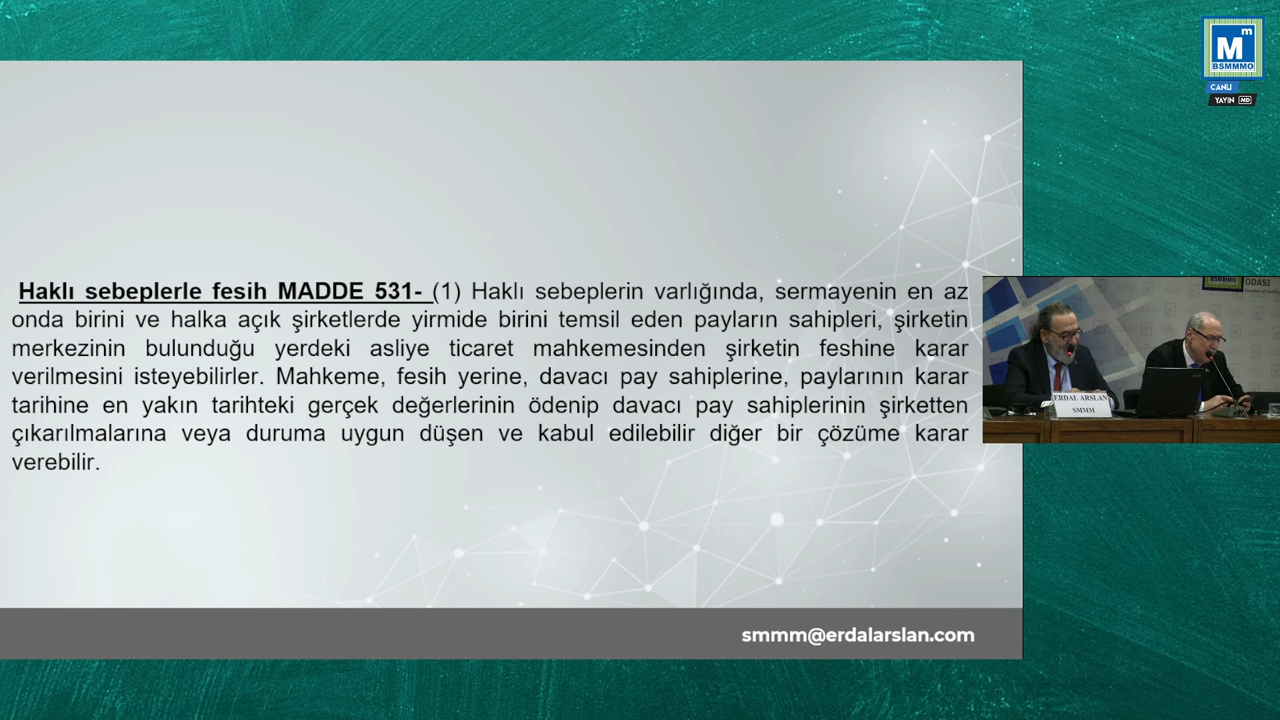 M m
BSMMMO
CANLI
YAYIN HD
Haklı sebeplerle fesih MADDE 531- (1) Haklı sebeplerin varlığında, sermayenin en az
onda birini ve halka açık şirketlerde yirmide birini temsil eden payların sahipleri, şirketin
merkezinin bulunduğu yerdeki asliye ticaret mahkemesinden şirketin feshine karar
verilmesini isteyebilirler. Mahkeme, fesih yerine, davacı pay sahiplerine, paylarının karar
tarihine en yakın tarihteki gerçek değerlerinin ödenip davacı pay sahiplerinin şirketten
çıkarılmalarına veya duruma uygun düşen ve kabul edilebilir diğer bir çözüme karar
verebilir.
BSMMMO
ODASI
ERDAL ARSLAN
SMMM
smmm@erdalarslan.com